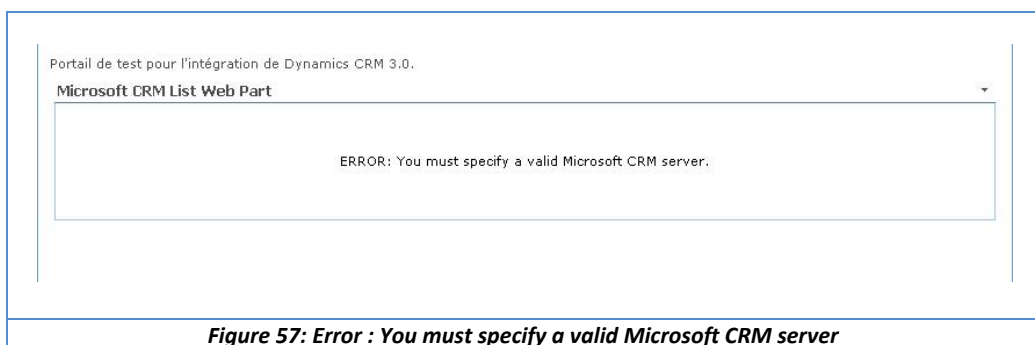 Portail de test pour l'intégration de Dynamics CRM 3.0.
Microsoft CRM List Web Part
ERROR: You must specify a valid Microsoft CRM server.
Figure 57: Error : You must specify a valid Microsoft CRM server